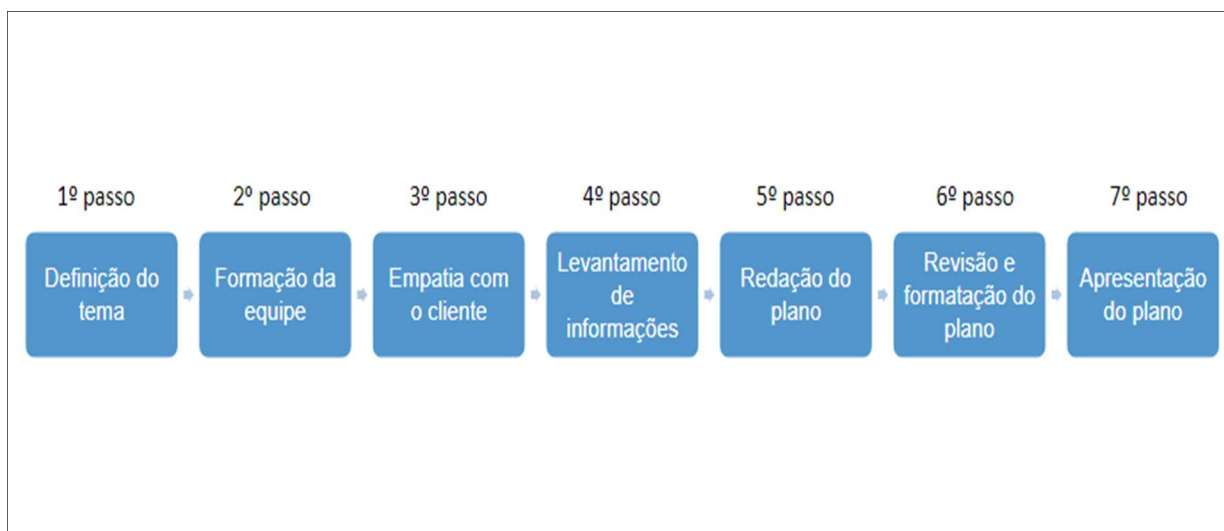 1º passo
2º passo
3º passo
4º passo
5º passo
6º passo
7º passo
Definição do
tema
Formação da
equipe
Empatia com
o cliente
Levantamento
de
informações
Redação do
plano
Revisão e
formatação do
plano
Apresentação
do plano